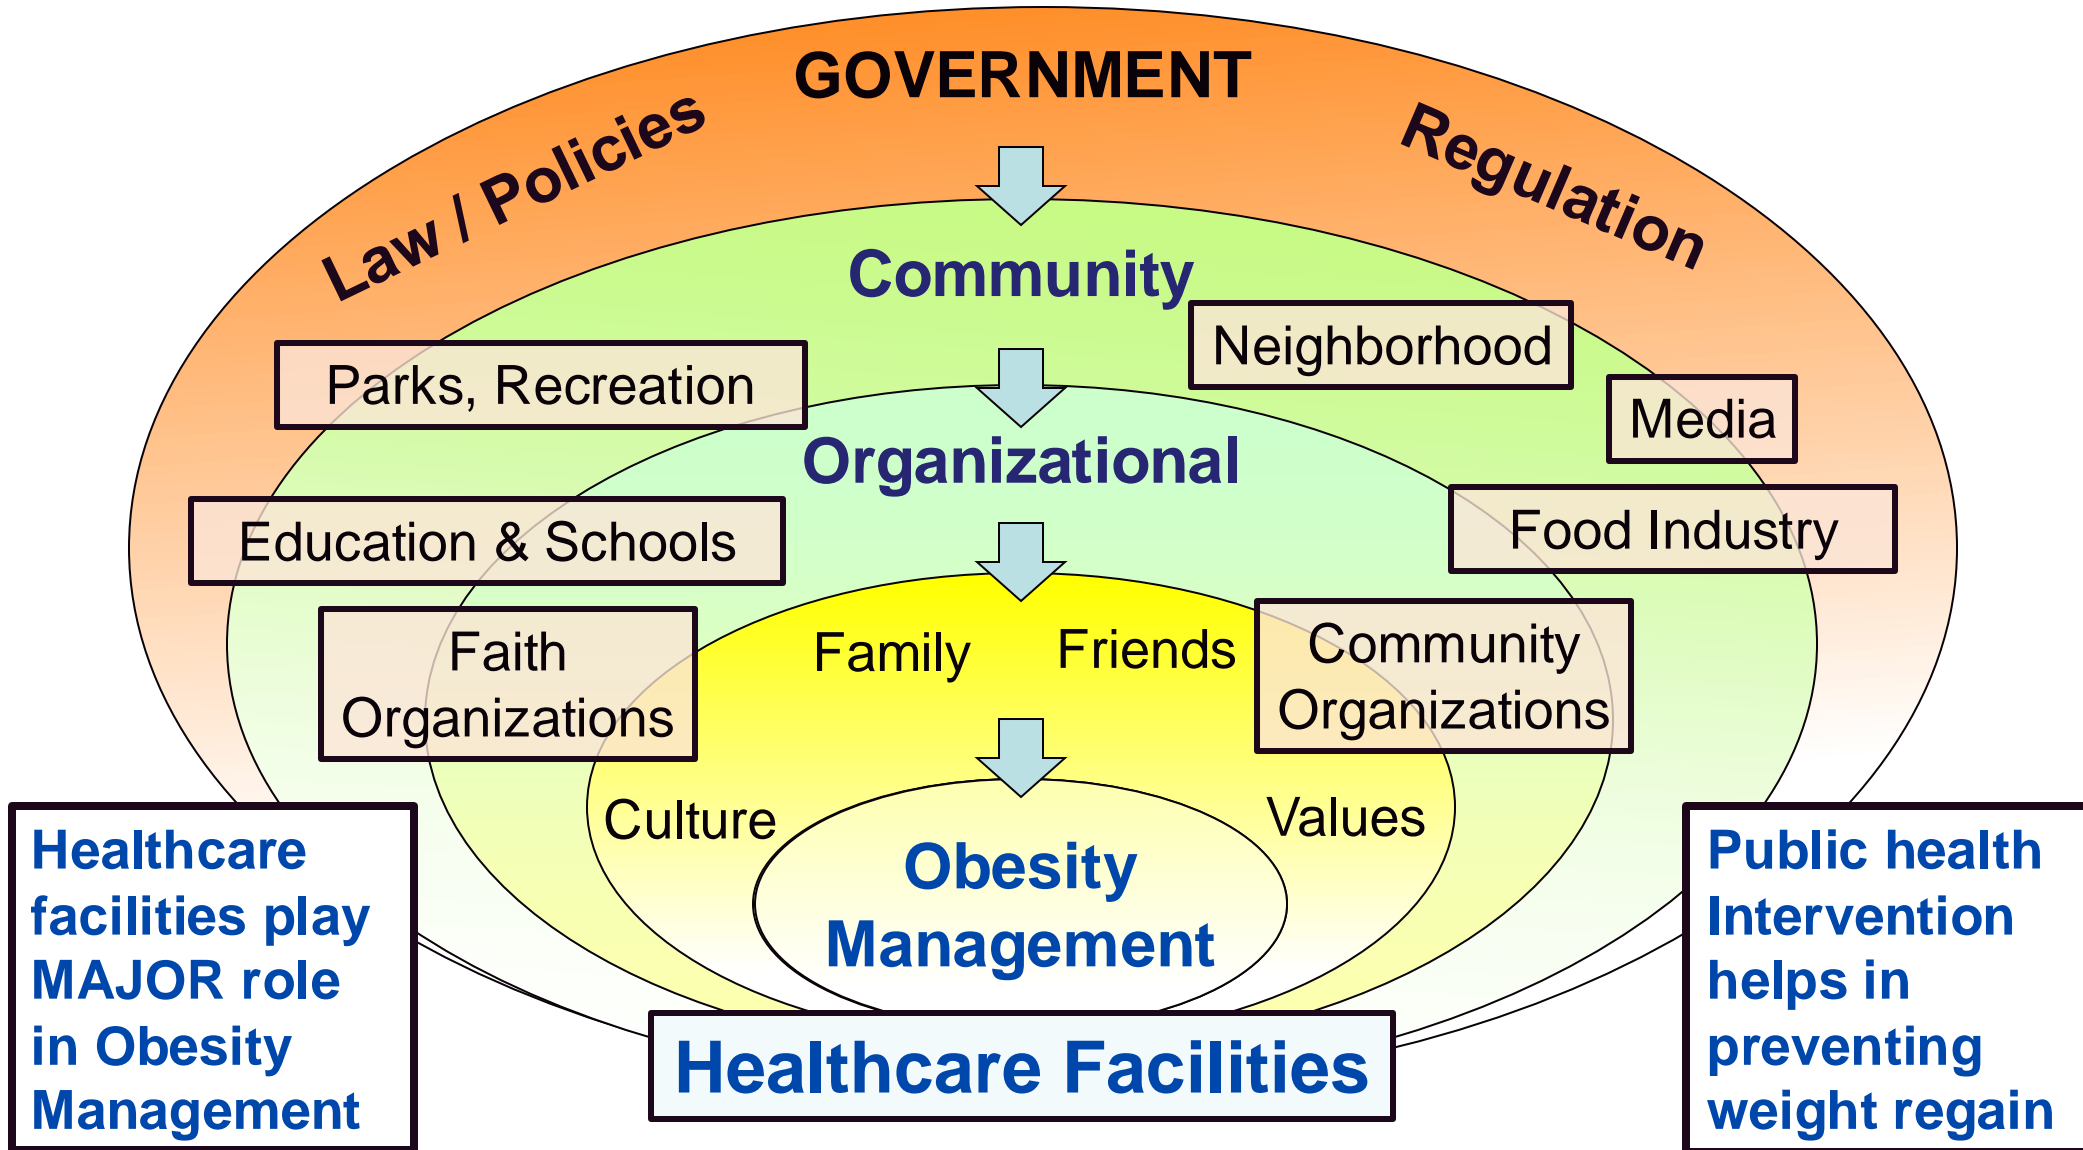 GOVERNMENT
Law / Policies
Regulation
Community
Neighborhood
Parks, Recreation
Media
Organizational
Education & Schools
Food Industry
Faith
Organizations
Family
Friends
Community
Organizations
Culture
Values
Obesity
Management
Healthcare
facilities play
MAJOR role
in Obesity
Management
Healthcare Facilities
Public health
Intervention
helps in
preventing
weight regain